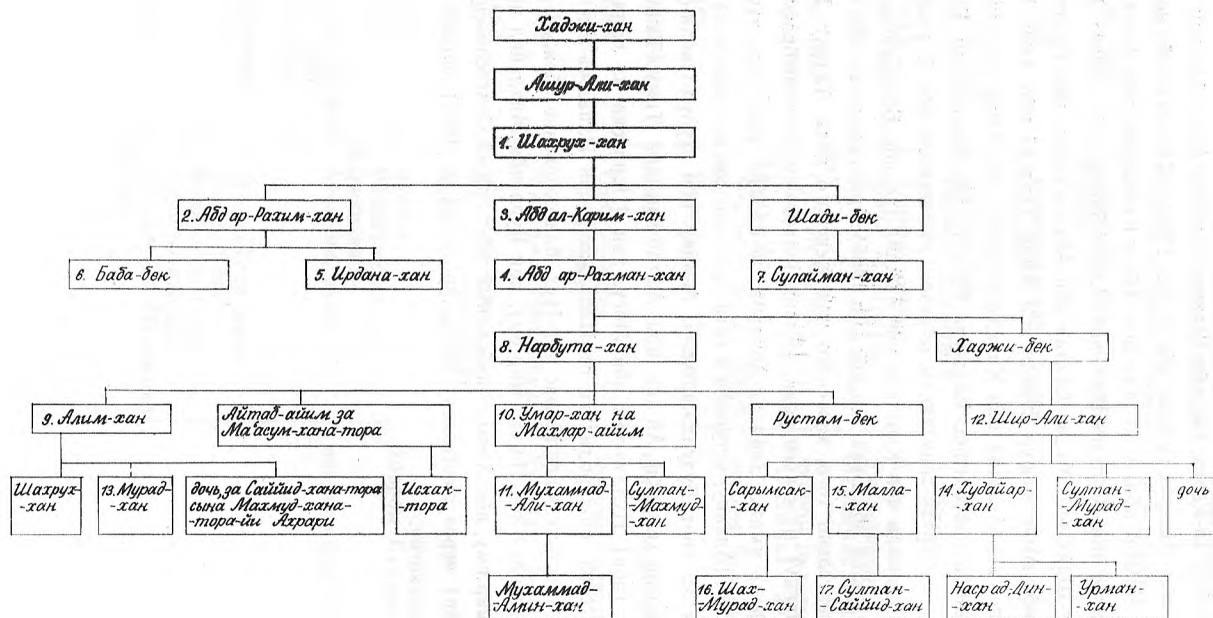 Хаджи-хан
Ашур-Али-хан
1. Шахрух-хан
2. Абд ар-Рахим-хан
3. Абд ал-Карим-хан
Шади-бек
6. Баба-бек
5. Ирдана-хан
4. Абд ар-Рахман-хан
7. Сулайман-хан
8. Нарбута-хан
Хаджи-бек
9. Алим-хан
Айтаб-айим за
Ма'асум-хана-тора
10. Умар-хан на
Махлар-айим
Рустам-бек
12. Шир-Али-хан
Шахрух-
-хан
13. Мурад-
-хан
дочь, за Саййид-хана-тора
сына Махмуд-хана-
-тора-йи Ахрари
Исхак-
-тора
11. Мухаммад-
-Али-хан
Султан-
-Махмуд-
-хан
Сарымсак-
-хан
15. Малла-
-хан
14. Худайар-
-хан
Султан-
-Мурад-
-хан
дочь
Мухаммад-
-Амин-хан
16. Шах-
-Мурад-хан
17. Султан-
-Саййид-хан
Наср ад-Дин-
-хан
Урман-
-хан